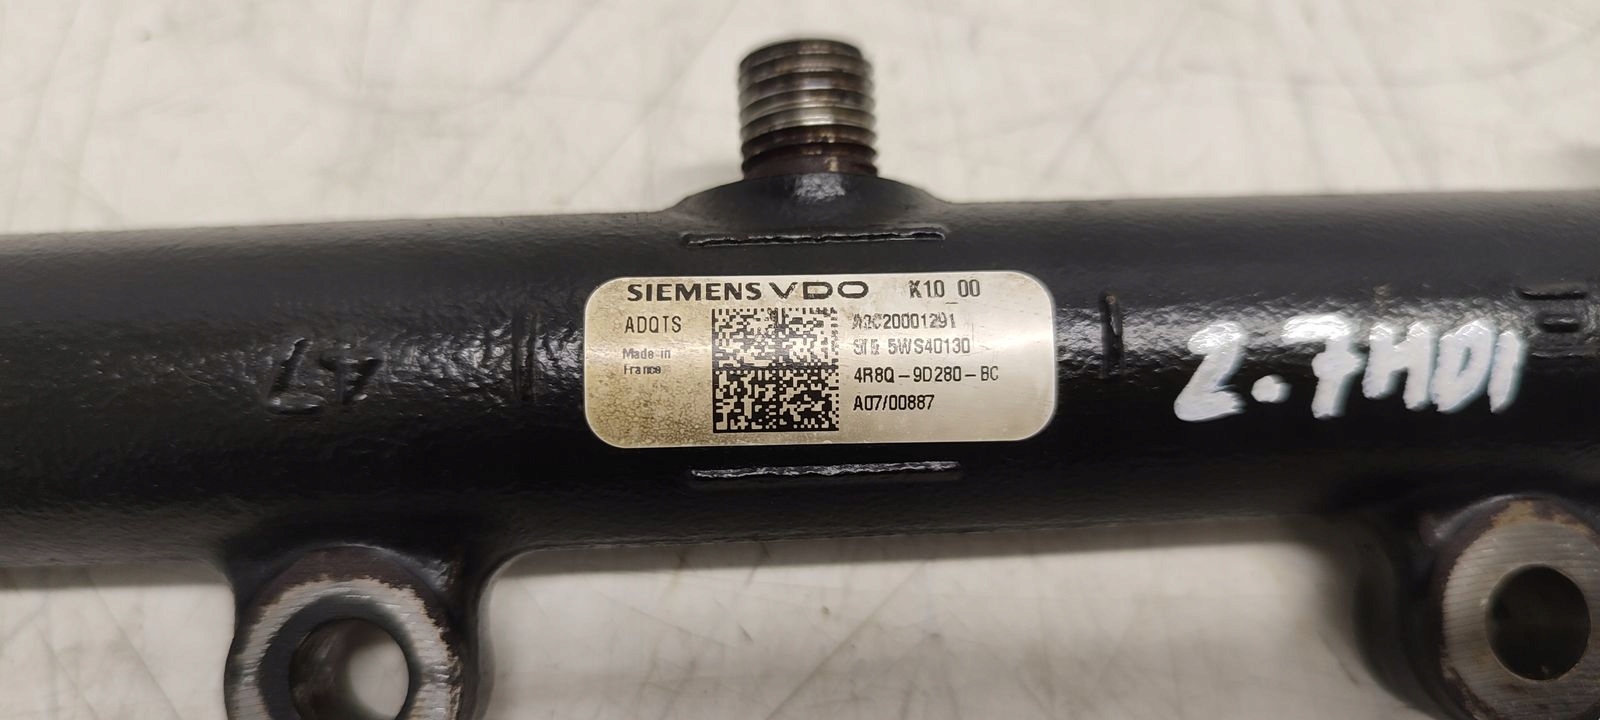 SIEMENS VDO K10_00
ADQTS
A2C20001291
Made in
France
5WS40130
4R8Q-9D280-BC
A07/00887
2.7HDI